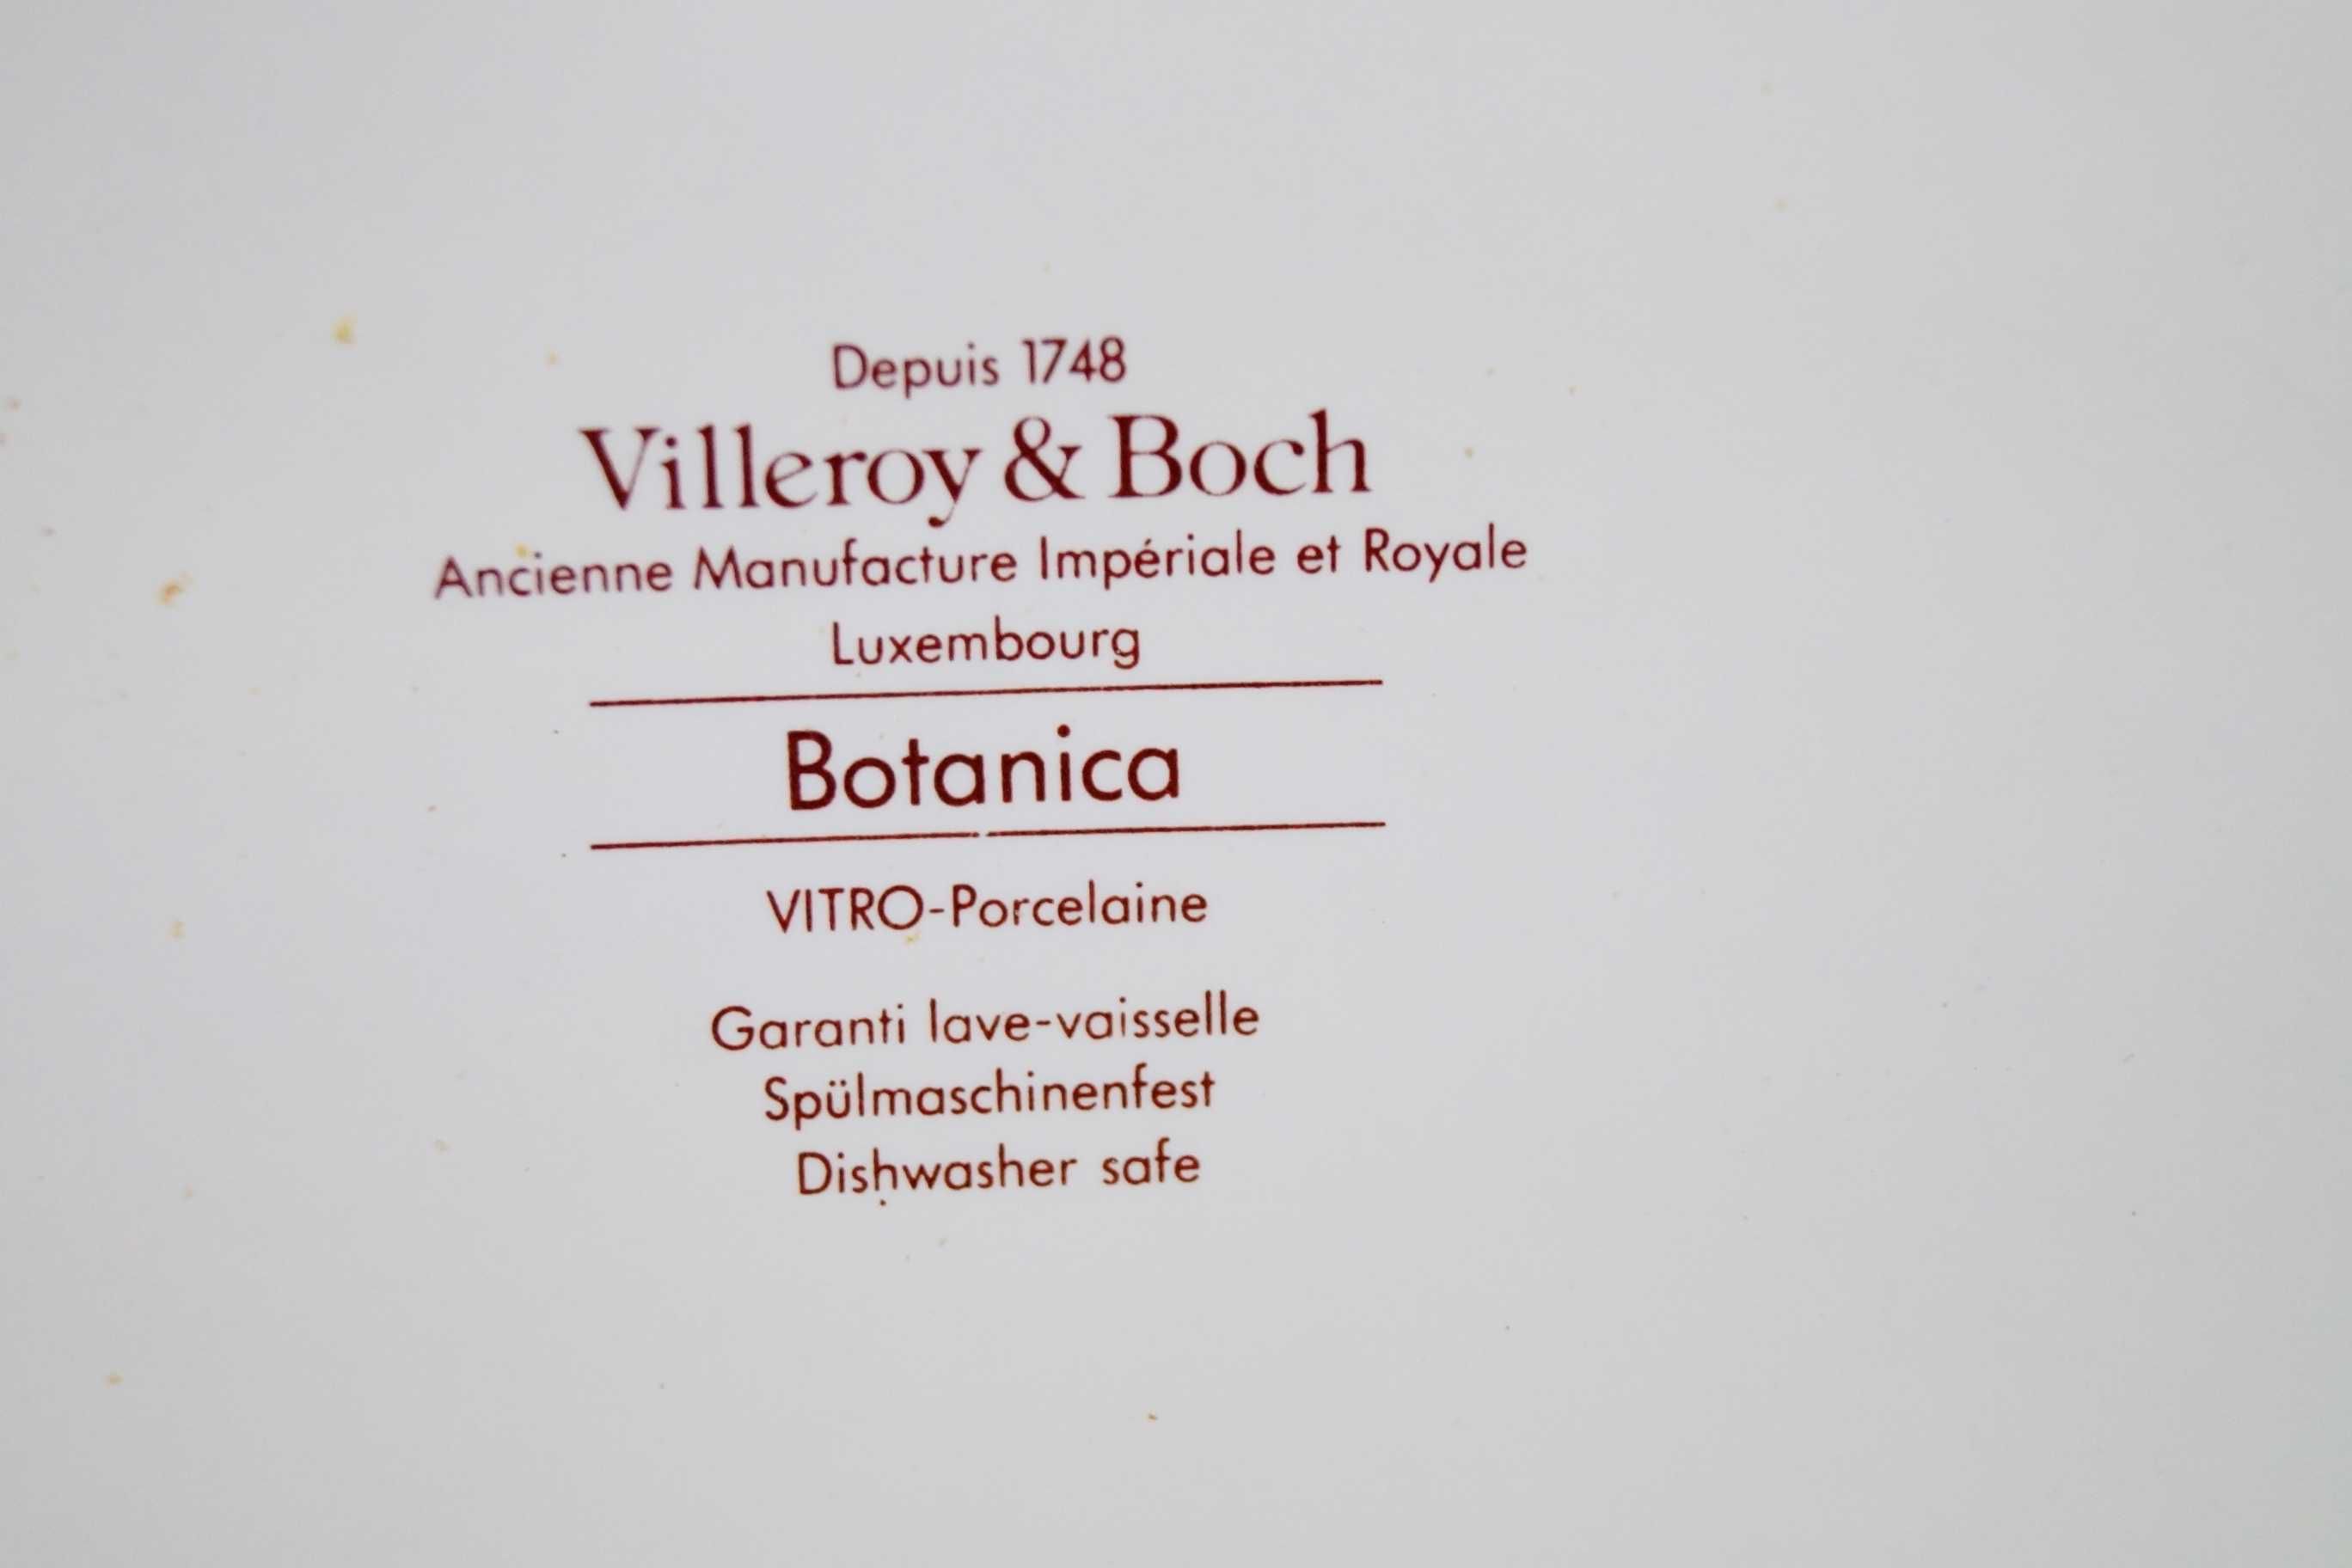 Depuis 1748
Villeroy & Boch
Ancienne Manufacture Impériale et Royale
Luxembourg
Botanica
VITRO-Porcelaine
Garanti lave-vaisselle
Spülmaschinenfest
Dishwasher safe